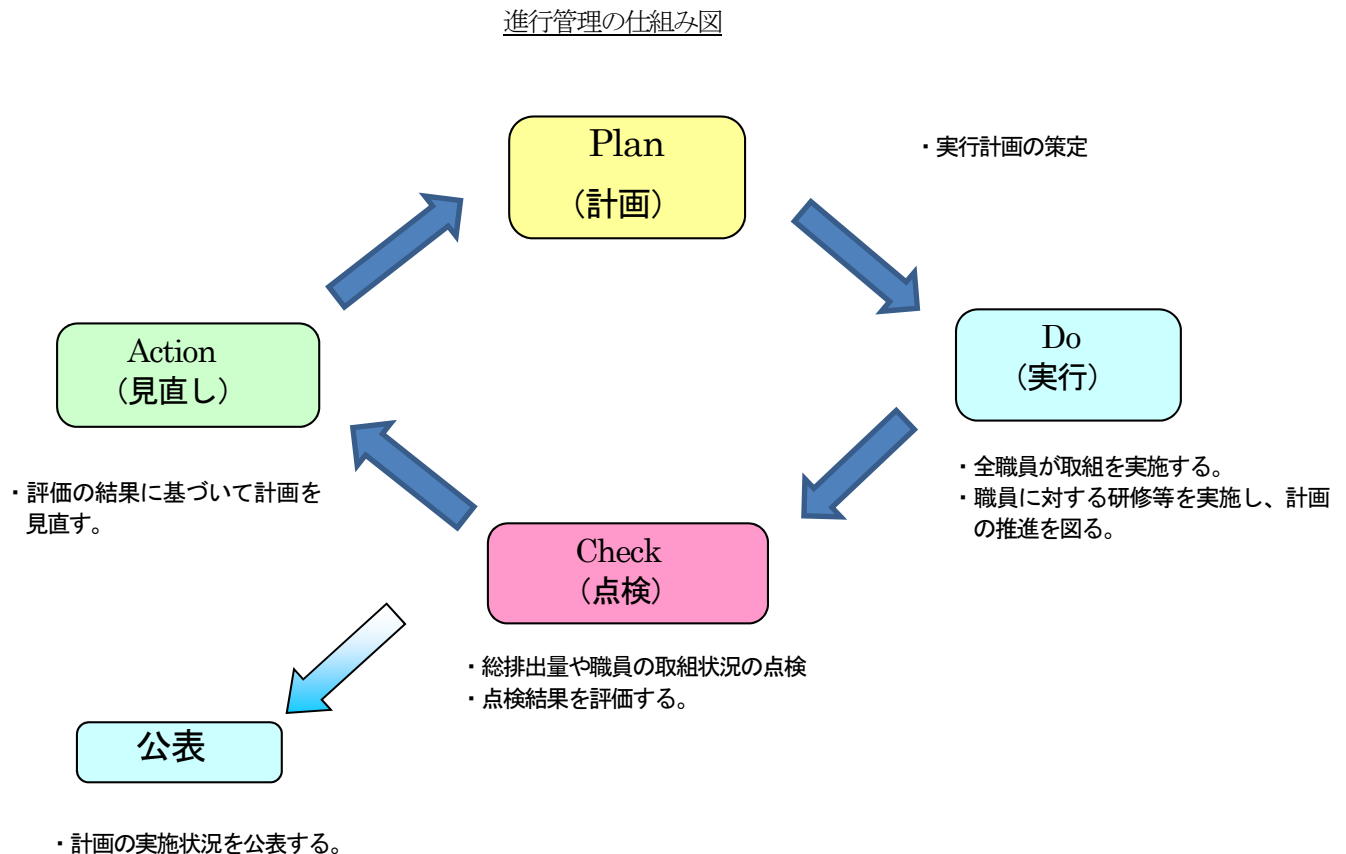 進行管理の仕組み図
Plan
（計画）
・実行計画の策定
Do
（実行）
・全職員が取組を実施する。
・職員に対する研修等を実施し、計画
の推進を図る。
Check
（点検）
・総排出量や職員の取組状況の点検
・点検結果を評価する。
Action
（見直し）
・評価の結果に基づいて計画を
見直す。
公表
・計画の実施状況を公表する。